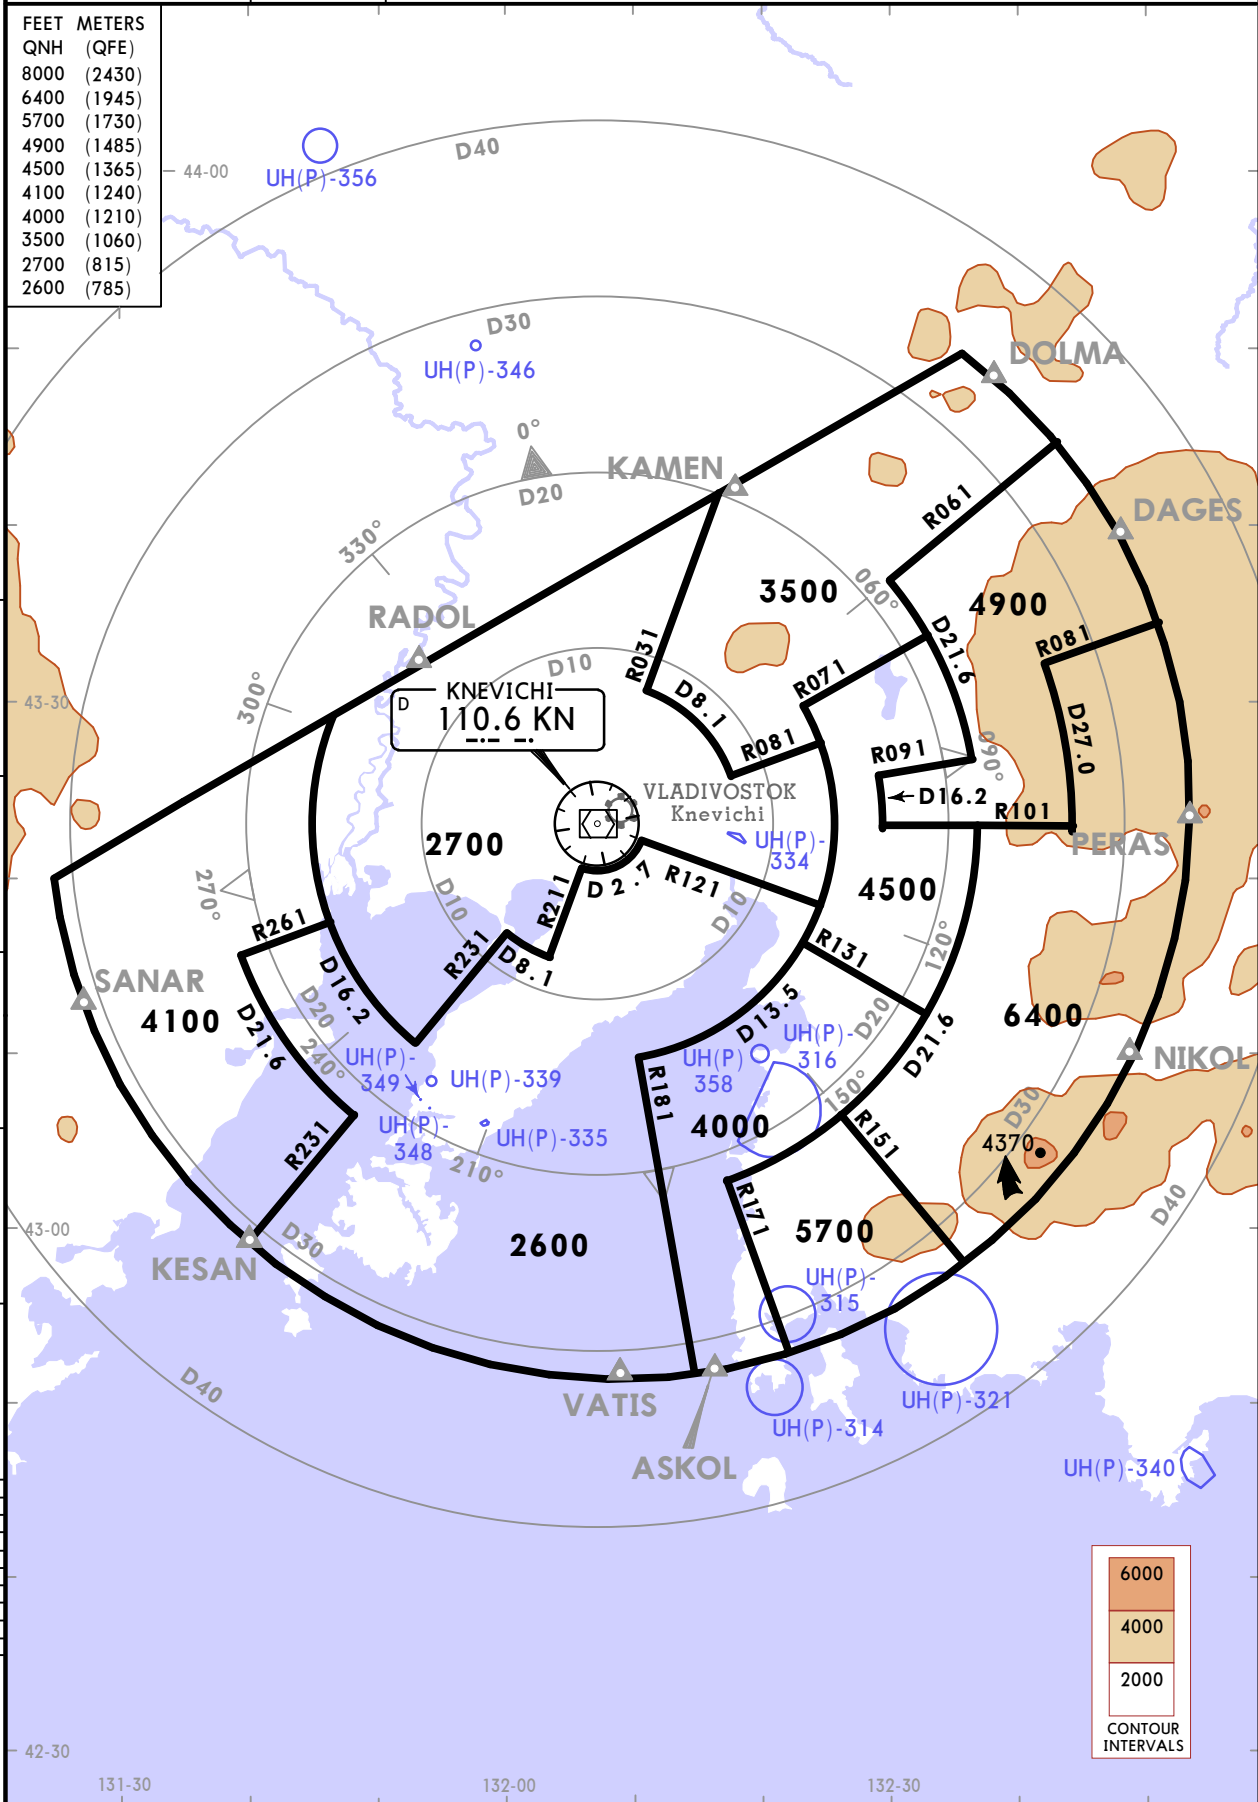 FEET METERS
QNH (QFE)
8000 (2430)
6400 (1945)
5700 (1730)
4900 (1485)
4500 (1365)
4100 (1240)
4000 (1210)
3500 (1060)
2700 (815)
2600 (785)
44-00
UH(P)-356
D40
D30
UH(P)-346
0°
D20
KAMEN
DOLMA
DAGES
R061
330°
3500
060°
4900
RADOL
R031
D10
R071
D21.6
R081
300°
43-30
KNEVICHI
D
110.6 KN
D8.1
R081
R091
090°
D27.0
D16.2
R101
VLADIVOSTOK
Knevichi
UH(P)-
334
PERAS
2700
D2.7
R121
4500
270°
D10
R211
D10
R261
R231
D8.1
R131
120°
SANAR
4100
D16.2
D20
D21.6
240°
D13.5
D20
6400
D21.6
NIKOL
UH(P)-
349
UH(P)-339
UH(P)
358
UH(P)-
316
R181
150°
D30
UH(P)-
348
UH(P)-335
4000
R151
4370
R231
210°
R171
D40
43-00
D30
2600
5700
KESAN
UH(P)-
315
D40
VATIS
ASKOL
UH(P)-321
UH(P)-314
UH(P)-340
6000
4000
2000
CONTOUR
INTERVALS
42-30
131-30
132-00
132-30